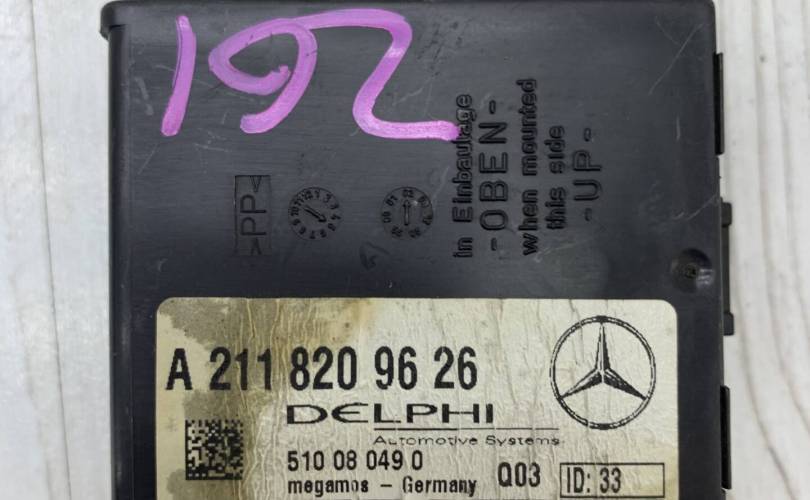 192
>PP<
in Einbaulage
-OBEN-
when mounted
this side
-UP-
A 211 820 96 26
DELPHI
Automotive Systems
510 08 049 0
megamos - Germany
Q03
ID: 33